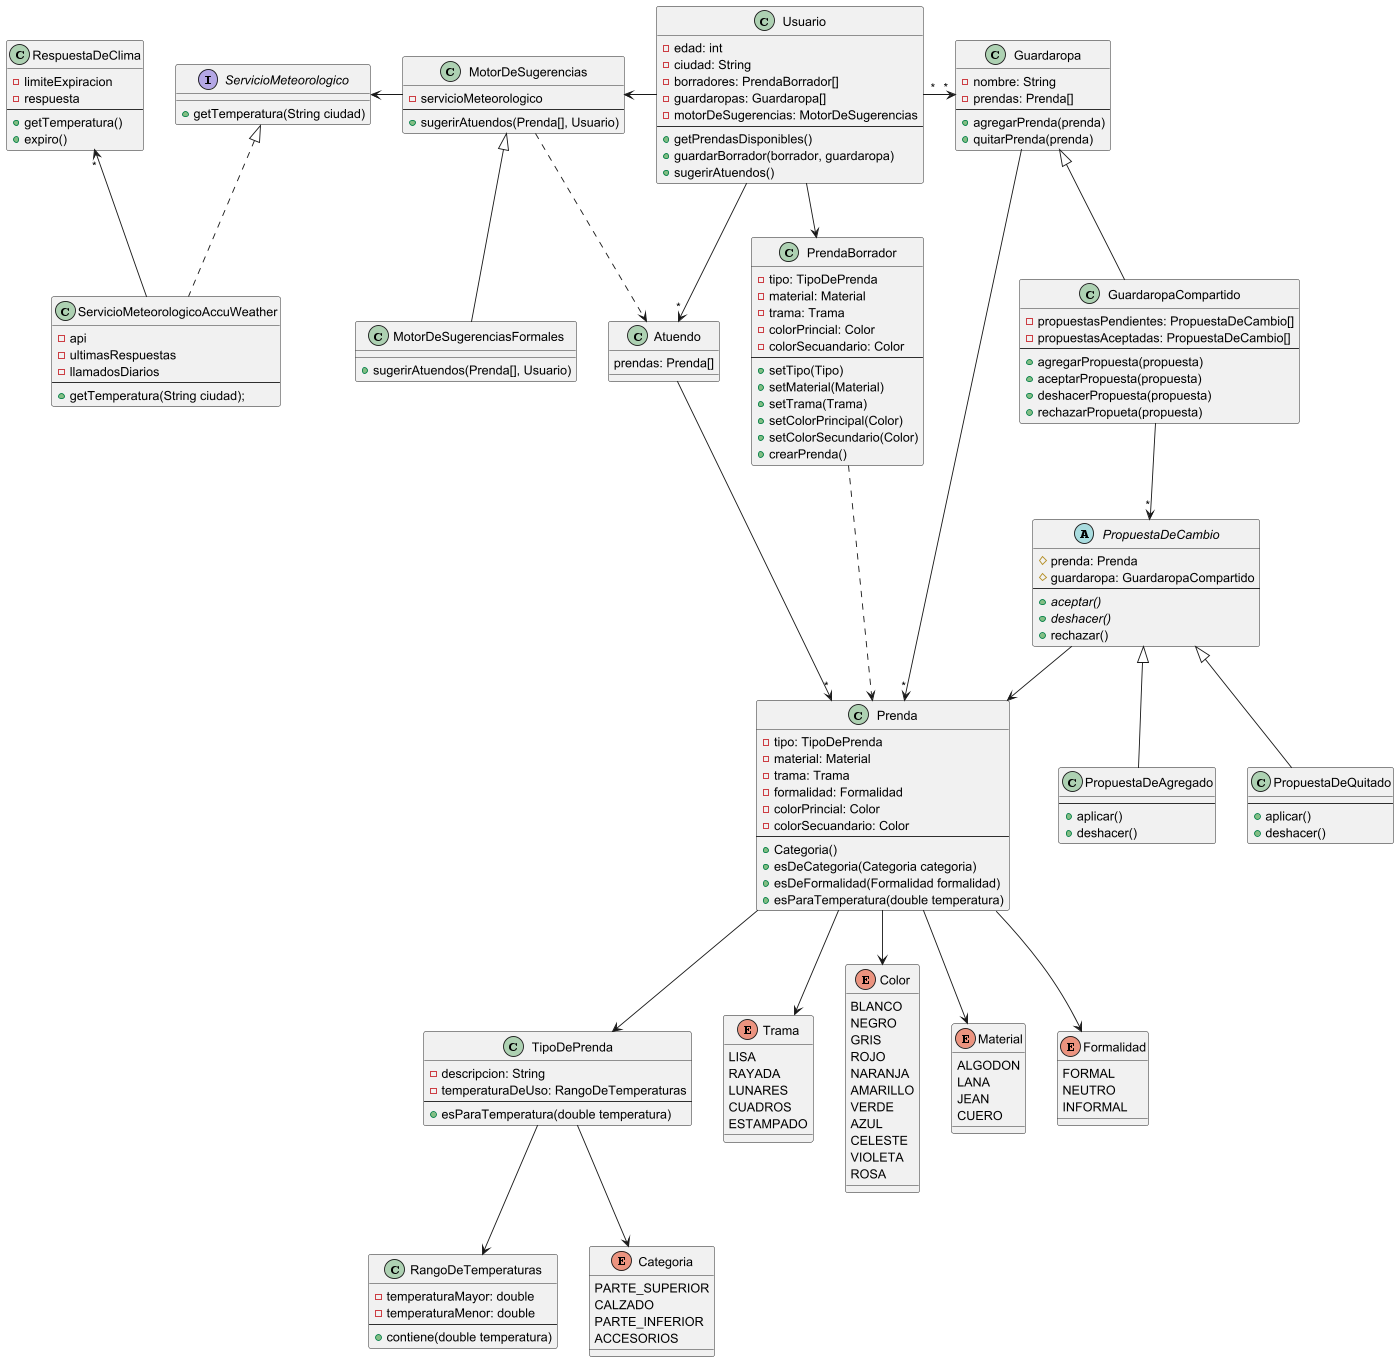 C RespuestaDeClima
limiteExpiracion
respuesta
getTemperatura()
expiro()
I ServicioMeteorologico
getTemperatura(String ciudad)
C MotorDeSugerencias
servicioMeteorologico
sugerirAtuendos(Prenda[], Usuario)
C Usuario
edad: int
ciudad: String
borradores: PrendaBorrador[]
guardaropas: Guardaropa[]
motorDeSugerencias: MotorDeSugerencias
getPrendasDisponibles()
guardarBorrador(borrador, guardaropa)
sugerirAtuendos()
* *
C Guardaropa
nombre: String
prendas: Prenda[]
agregarPrenda(prenda)
quitarPrenda(prenda)
*
C ServicioMeteorologicoAccuWeather
api
ultimasRespuestas
llamadosDiarios
getTemperatura(String ciudad);
C MotorDeSugerenciasFormales
sugerirAtuendos(Prenda[], Usuario)
*
C Atuendo
prendas: Prenda[]
C PrendaBorrador
tipo: TipoDePrenda
material: Material
trama: Trama
colorPrincial: Color
colorSecuandario: Color
setTipo(Tipo)
setMaterial(Material)
setTrama(Trama)
setColorPrincipal(Color)
setColorSecundario(Color)
crearPrenda()
C GuardaropaCompartido
propuestasPendientes: PropuestaDeCambio[]
propuestasAceptadas: PropuestaDeCambio[]
agregarPropuesta(propuesta)
aceptarPropuesta(propuesta)
deshacerPropuesta(propuesta)
rechazarPropueta(propuesta)
*
A PropuestaDeCambio
prenda: Prenda
guardaropa: GuardaropaCompartido
aceptar()
deshacer()
rechazar()
* *
C Prenda
tipo: TipoDePrenda
material: Material
trama: Trama
formalidad: Formalidad
colorPrincial: Color
colorSecuandario: Color
Categoria()
esDeCategoria(Categoria categoria)
esDeFormalidad(Formalidad formalidad)
esParaTemperatura(double temperatura)
C PropuestaDeAgregado
aplicar()
deshacer()
C PropuestaDeQuitado
aplicar()
deshacer()
C TipoDePrenda
descripcion: String
temperaturaDeUso: RangoDeTemperaturas
esParaTemperatura(double temperatura)
E Trama
LISA
RAYADA
LUNARES
CUADROS
ESTAMPADO
E Color
BLANCO
NEGRO
GRIS
ROJO
NARANJA
AMARILLO
VERDE
AZUL
CELESTE
VIOLETA
ROSA
E Material
ALGODON
LANA
JEAN
CUERO
E Formalidad
FORMAL
NEUTRO
INFORMAL
C RangoDeTemperaturas
temperaturaMayor: double
temperaturaMenor: double
contiene(double temperatura)
E Categoria
PARTE_SUPERIOR
CALZADO
PARTE_INFERIOR
ACCESORIOS